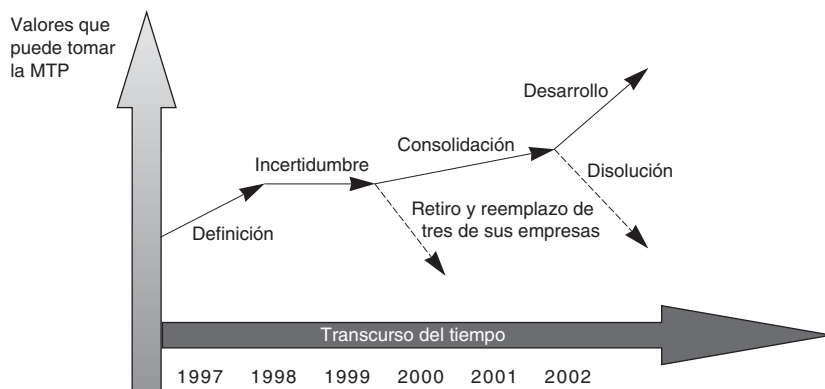 Valores que
puede tomar
la MTP
Desarrollo
Consolidación
Incertidumbre
Disolución
Retiro y reemplazo de
tres de sus empresas
Definición
Transcurso del tiempo
1997 1998 1999 2000 2001 2002